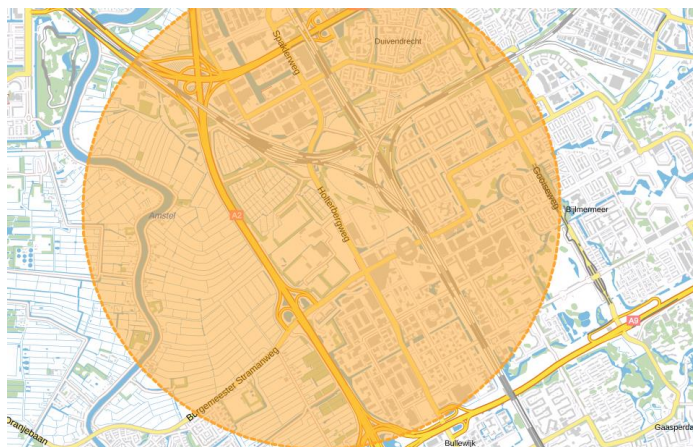 Spaklerweg
Duivendrecht
Gooiseweg
Holterbergweg
Bijlmermeer
Amstel
A2
A9
Burgemeester Stramanweg
Oranjebaan
Bullewijk
Gaasperda